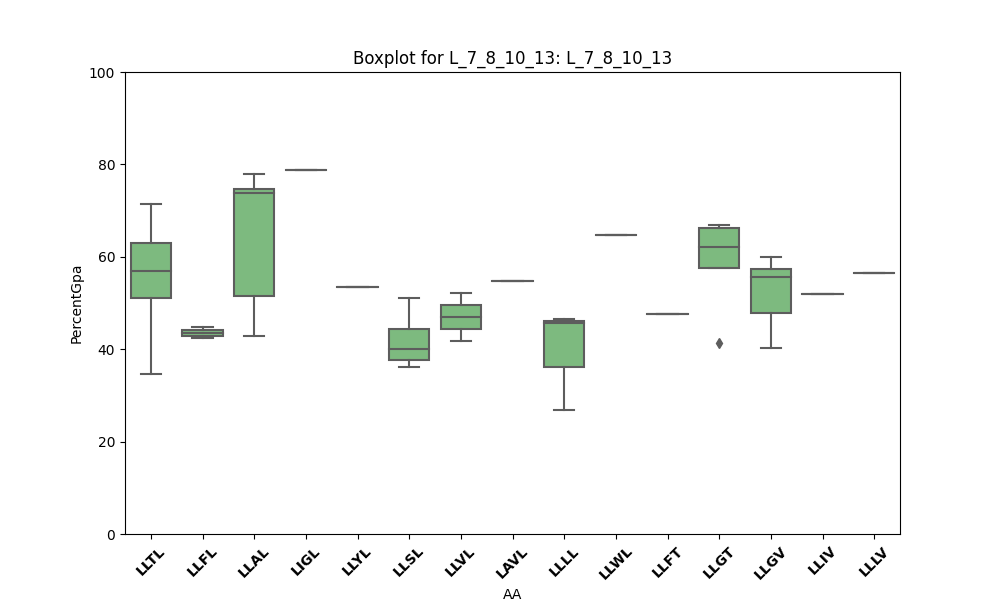 Boxplot for L_7_8_10_13: L_7_8_10_13
PercentGpa
100
80
60
40
20
0
LLTL LLFL LLAL LIGL LLYL LLSL LLVL LAVL LLLL LLWL LLFT LLGT LLGV LLIV LLLV
AA